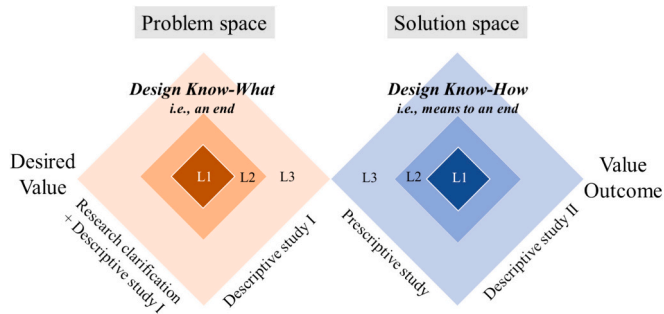 Problem space
Solution space
Design Know-What
i.e., an end
Design Know-How
i.e., means to an end
Desired
Value
L1
L2
L3
L3
L2
L1
Value
Outcome
Research clarification
+ Descriptive study I
Descriptive study I
Prescriptive study
Descriptive study II